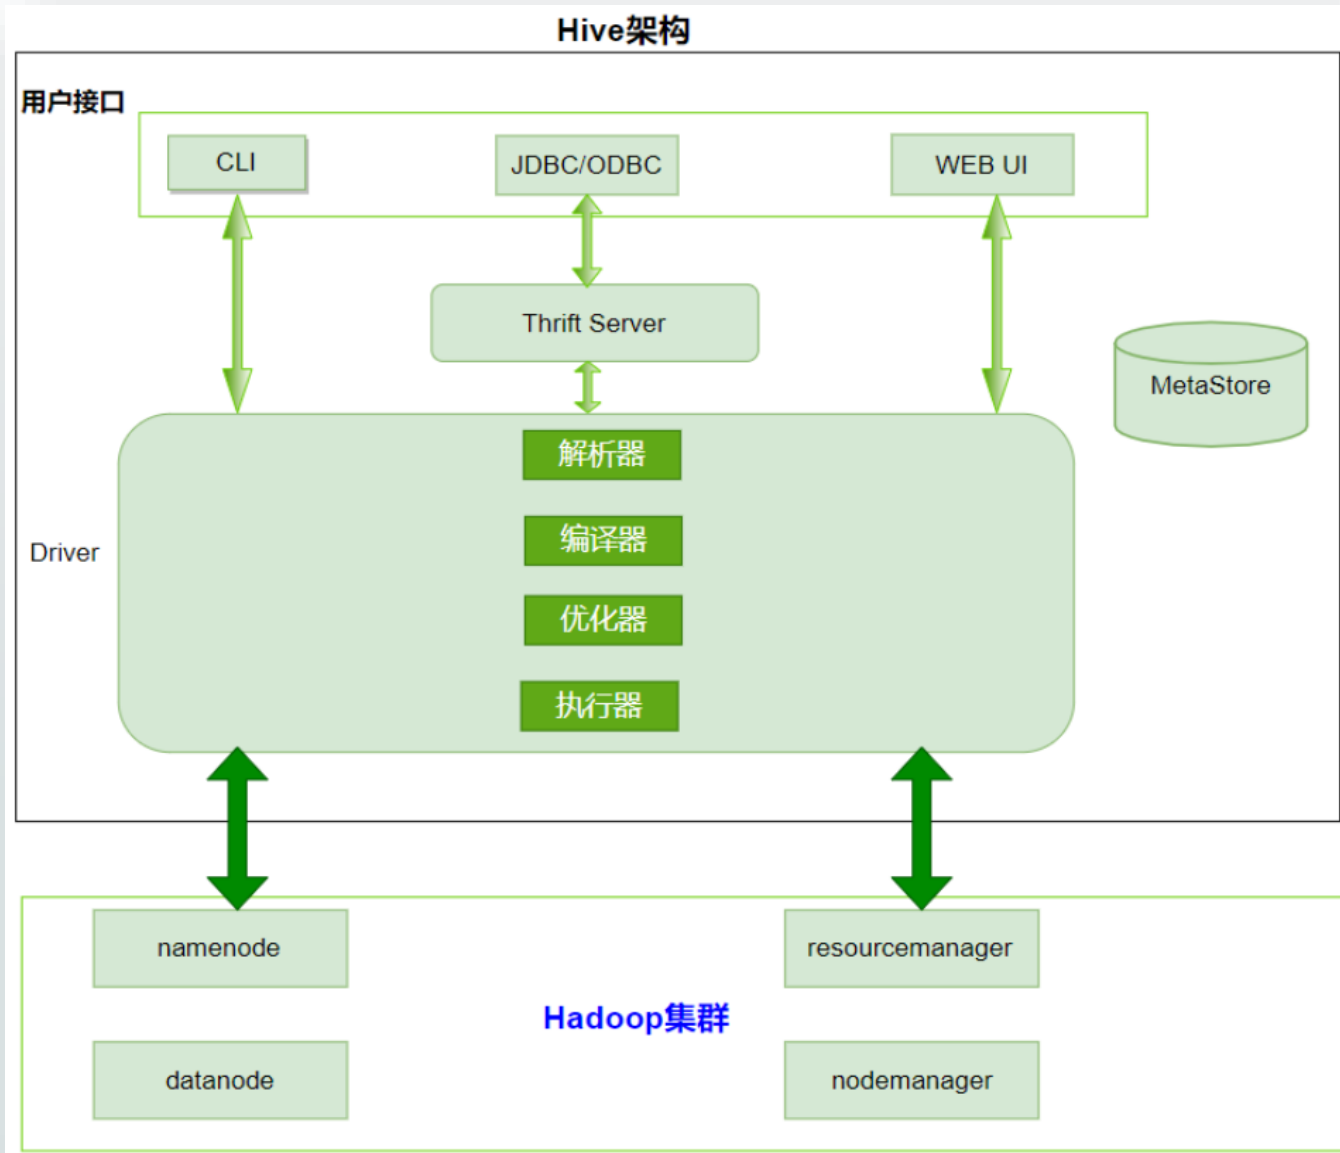 Hive架构
用户接口
CLI
JDBC/ODBC
WEB UI
Thrift Server
MetaStore
Driver
解析器
编译器
优化器
执行器
namenode
resourcemanager
Hadoop集群
datanode
nodemanager